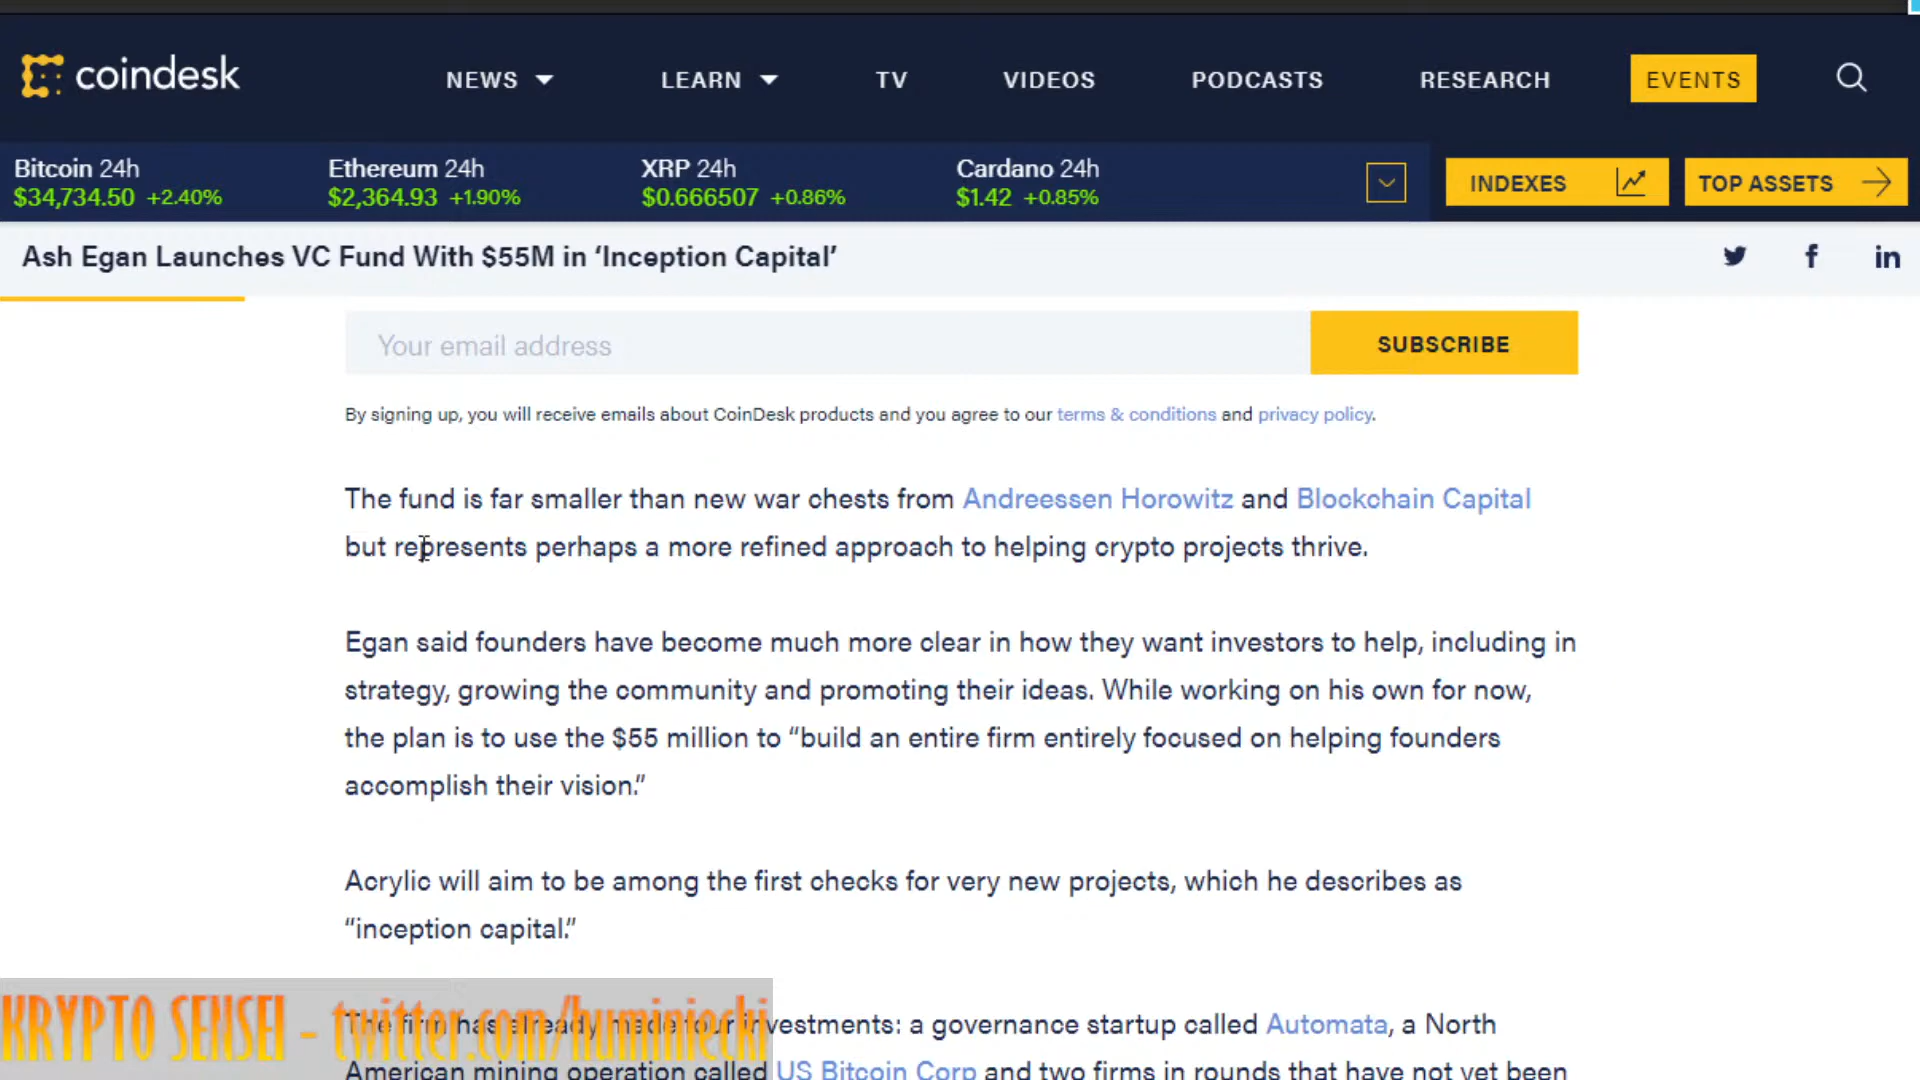 coindesk
NEWS LEARN TV VIDEOS PODCASTS RESEARCH EVENTS
Bitcoin 24h Ethereum 24h XRP 24h Cardano 24h
$34,734.50 +2.40% $2,364.93 +1.90% $0.666507 +0.86% $1.42 +0.85%
INDEXES TOP ASSETS
Ash Egan Launches VC Fund With $55M in ‘Inception Capital’
Your email address SUBSCRIBE
By signing up, you will receive emails about CoinDesk products and you agree to our terms & conditions and privacy policy.
The fund is far smaller than new war chests from Andreessen Horowitz and Blockchain Capital
but represents perhaps a more refined approach to helping crypto projects thrive.
Egan said founders have become much more clear in how they want investors to help, including in
strategy, growing the community and promoting their ideas. While working on his own for now,
the plan is to use the $55 million to “build an entire firm entirely focused on helping founders
accomplish their vision.”
Acrylic will aim to be among the first checks for very new projects, which he describes as
“inception capital.”
The firm has already made four investments: a governance startup called Automata, a North
American mining operation called US Bitcoin Corp and two firms in rounds that have not yet been
KRYPTO SENSEI - twitter.com/huminiecki